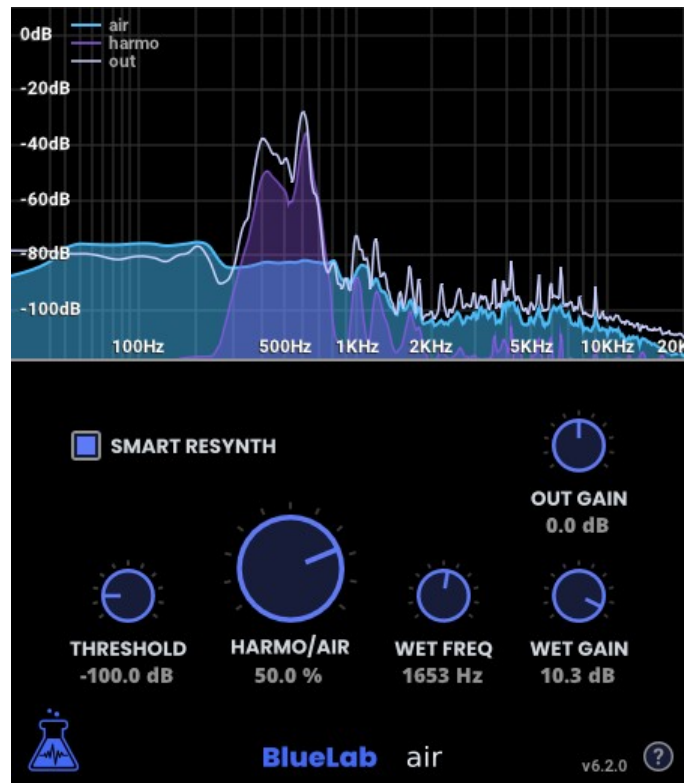 0dB
air
harmo
out
-20dB
-40dB
-60dB
-80dB
-100dB
100Hz 500Hz 1KHz 2KHz 5KHz 10KHz 20K
SMART RESYNTH
OUT GAIN
0.0 dB
THRESHOLD
-100.0 dB
HARMO/AIR
50.0 %
WET FREQ
1653 Hz
WET GAIN
10.3 dB
BlueLab air
v6.2.0 ?